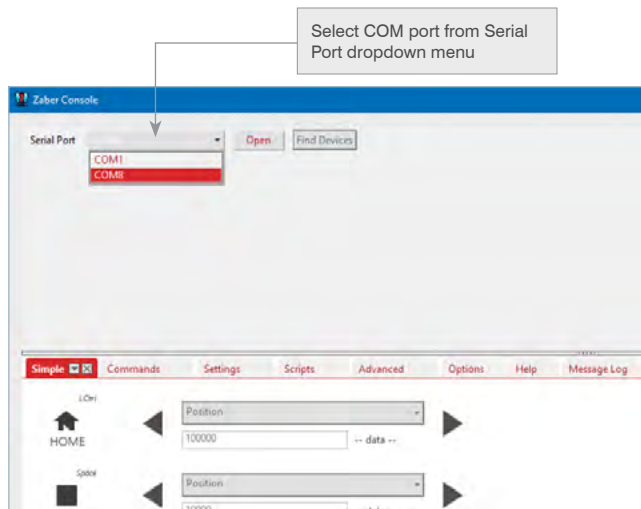 Select COM port from Serial
Port dropdown menu
Zaber Console
Serial Port
Open
Find Devices
COM1
COM8
Simple
Commands
Settings
Scripts
Advanced
Options
Help
Message Log
HOME
Position
100000
-- data --
Position
10000